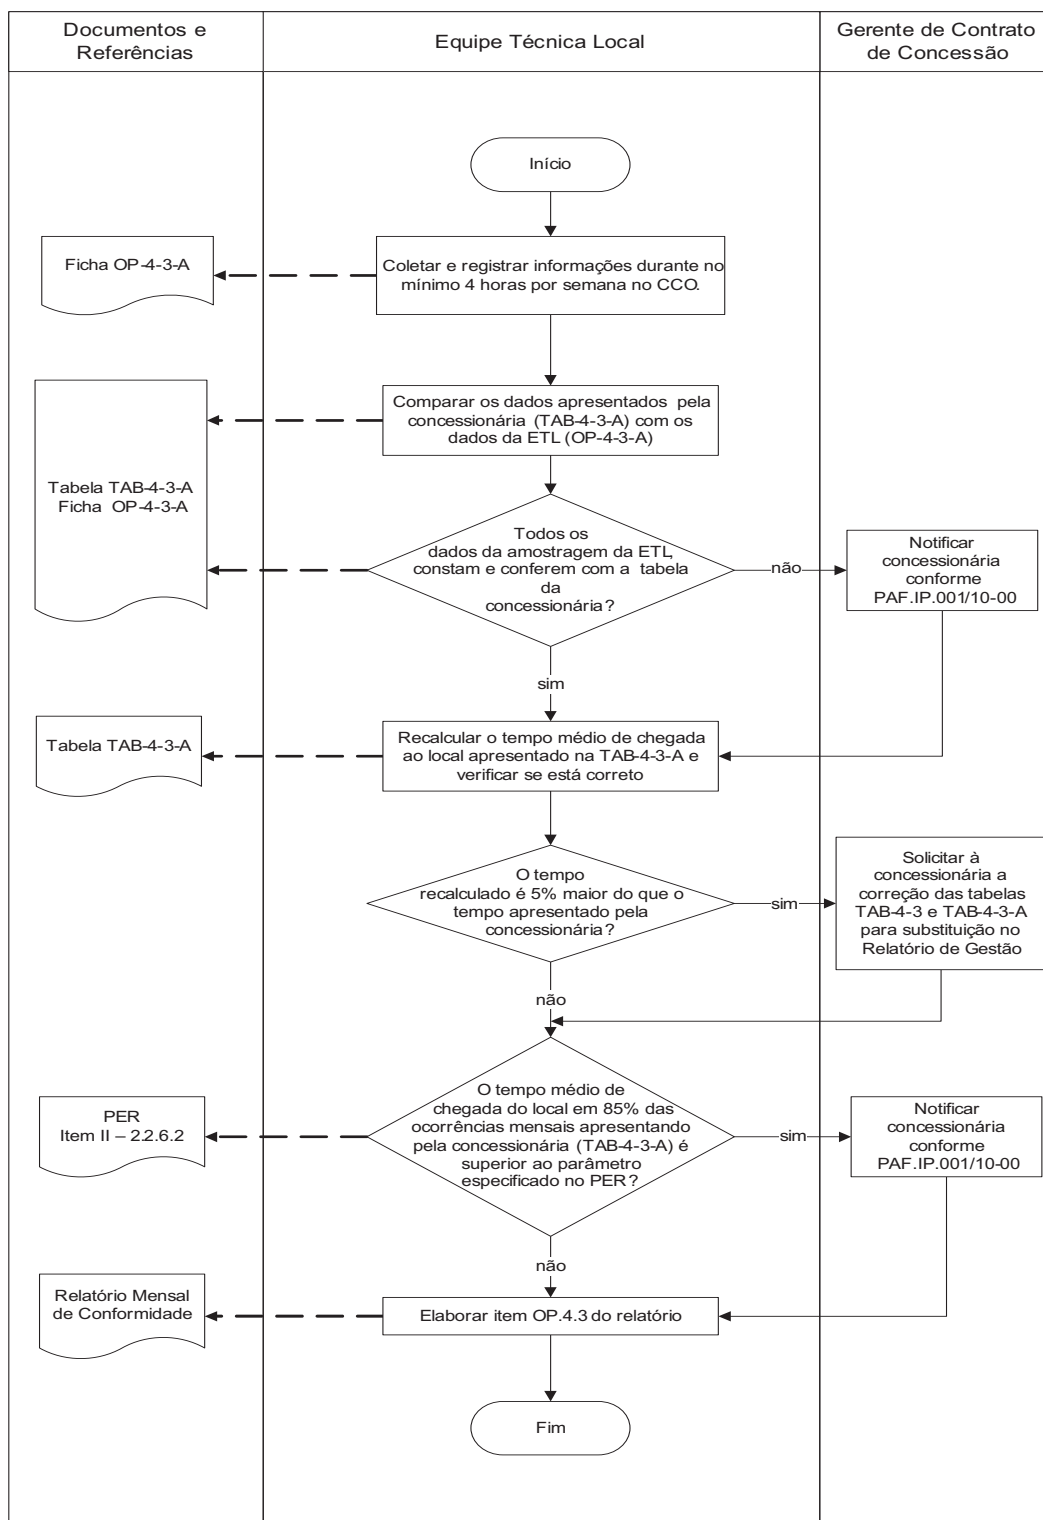 Documentos e
Referências
Equipe Técnica Local
Gerente de Contrato
de Concessão
Início
Ficha OP-4-3-A
Coletar e registrar informações durante no
mínimo 4 horas por semana no CCO.
Comparar os dados apresentados pela
concessionária (TAB-4-3-A) com os
dados da ETL (OP-4-3-A)
Tabela TAB-4-3-A
Ficha OP-4-3-A
Todos os
dados da amostragem da ETL,
constam e conferem com a tabela
da
concessionária?
não
Notificar
concessionária
conforme
PAF.IP.001/10-00
sim
Tabela TAB-4-3-A
Recalcular o tempo médio de chegada
ao local apresentado na TAB-4-3-A e
verificar se está correto
O tempo
recalculado é 5% maior do que o
tempo apresentado pela
concessionária?
sim
Solicitar à
concessionária a
correção das tabelas
TAB-4-3 e TAB-4-3-A
para substituição no
Relatório de Gestão
não
PER
Item II – 2.2.6.2
O tempo médio de
chegada do local em 85% das
ocorrências mensais apresentando
pela concessionária (TAB-4-3-A) é
superior ao parâmetro
especificado no PER?
sim
Notificar
concessionária
conforme
PAF.IP.001/10-00
não
Relatório Mensal
de Conformidade
Elaborar item OP.4.3 do relatório
Fim